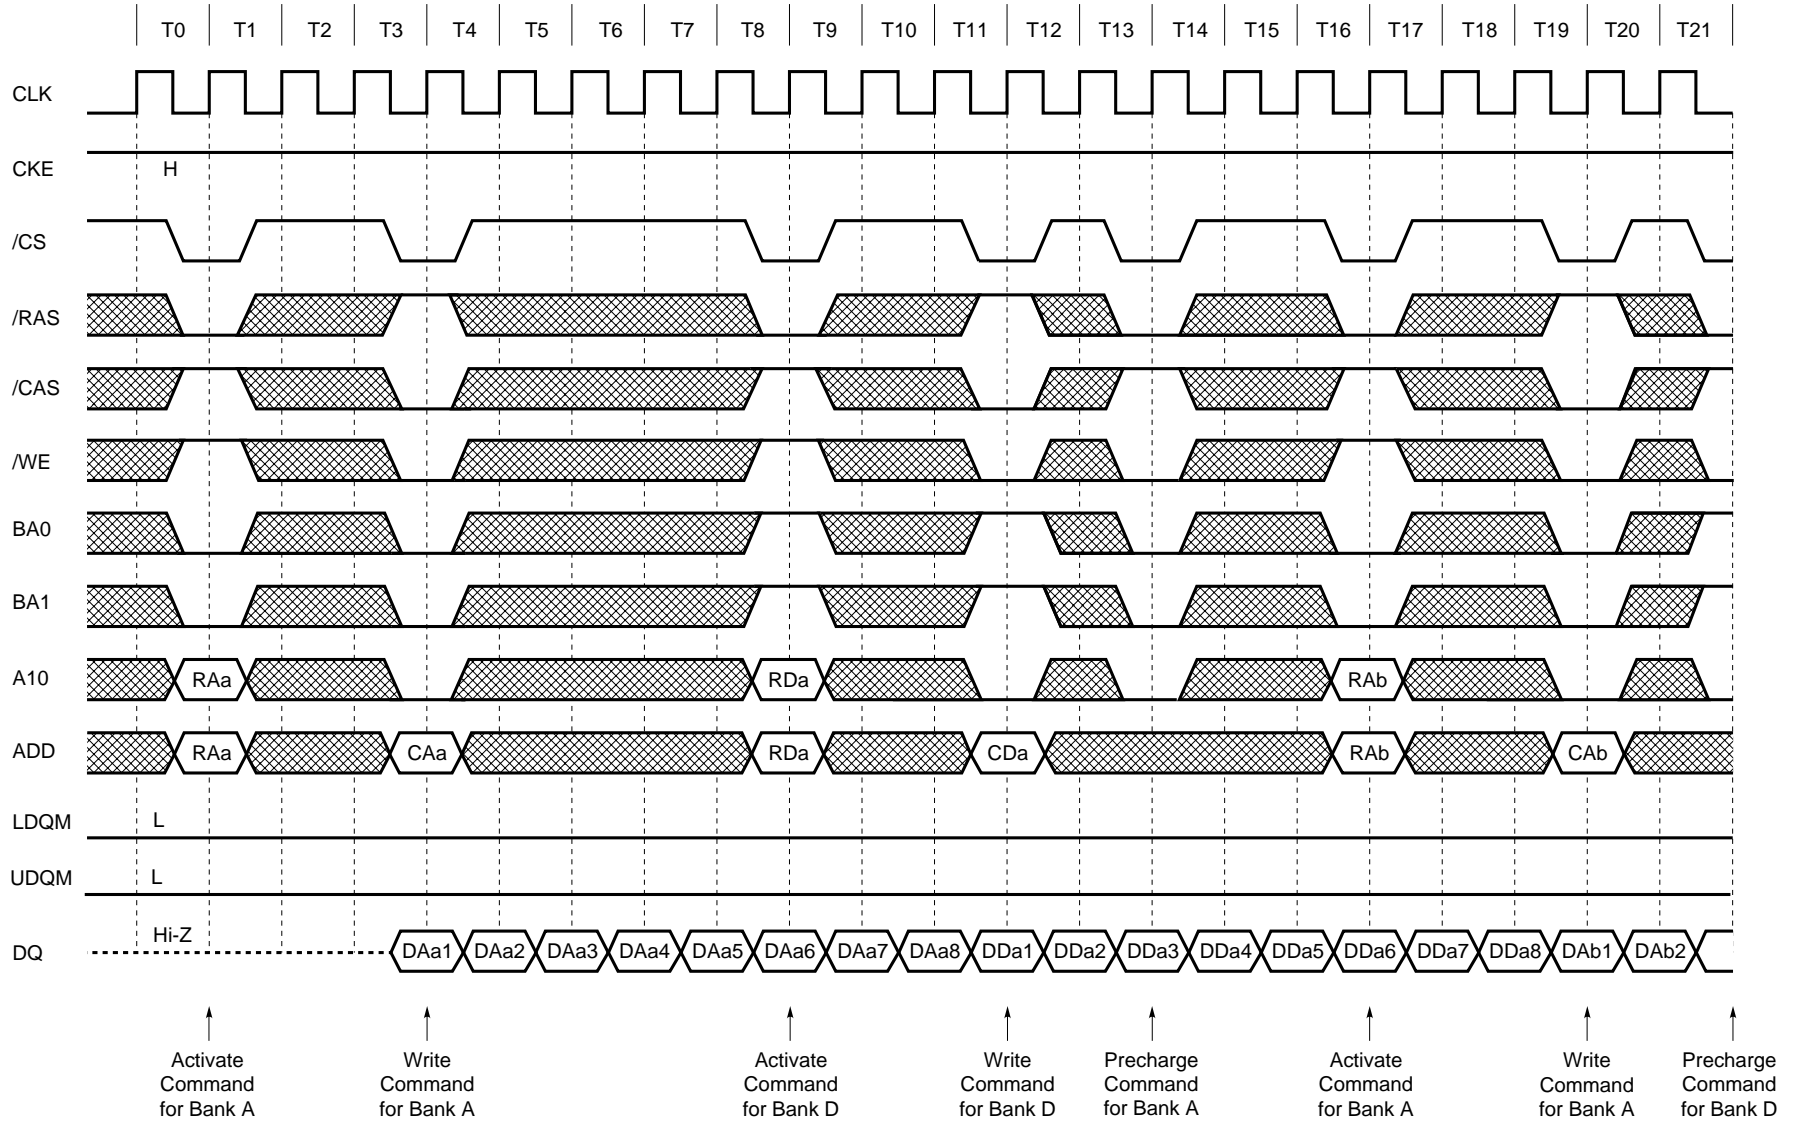 T0 T1 T2 T3 T4 T5 T6 T7 T8 T9 T10 T11 T12 T13 T14 T15 T16 T17 T18 T19 T20 T21
CLK
CKE H
/CS
/RAS
/CAS
/WE
BA0
BA1
A10 RAa RDa RAb
ADD RAa CAa RDa CDa RAb CAb
LDQM L
UDQM L
Hi-Z
DQ DAa1 DAa2 DAa3 DAa4 DAa5 DAa6 DAa7 DAa8 DDa1 DDa2 DDa3 DDa4 DDa5 DDa6 DDa7 DDa8 DAb1 DAb2
Activate
Command
for Bank A
Write
Command
for Bank A
Activate
Command
for Bank D
Write
Command
for Bank D
Precharge
Command
for Bank A
Activate
Command
for Bank A
Write
Command
for Bank A
Precharge
Command
for Bank D